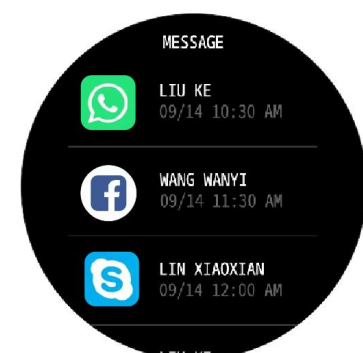 MESSAGE
LIU KE
09/14 10:30 AM
WANG WANYI
09/14 11:30 AM
LIN XIAOXIAN
09/14 12:00 AM